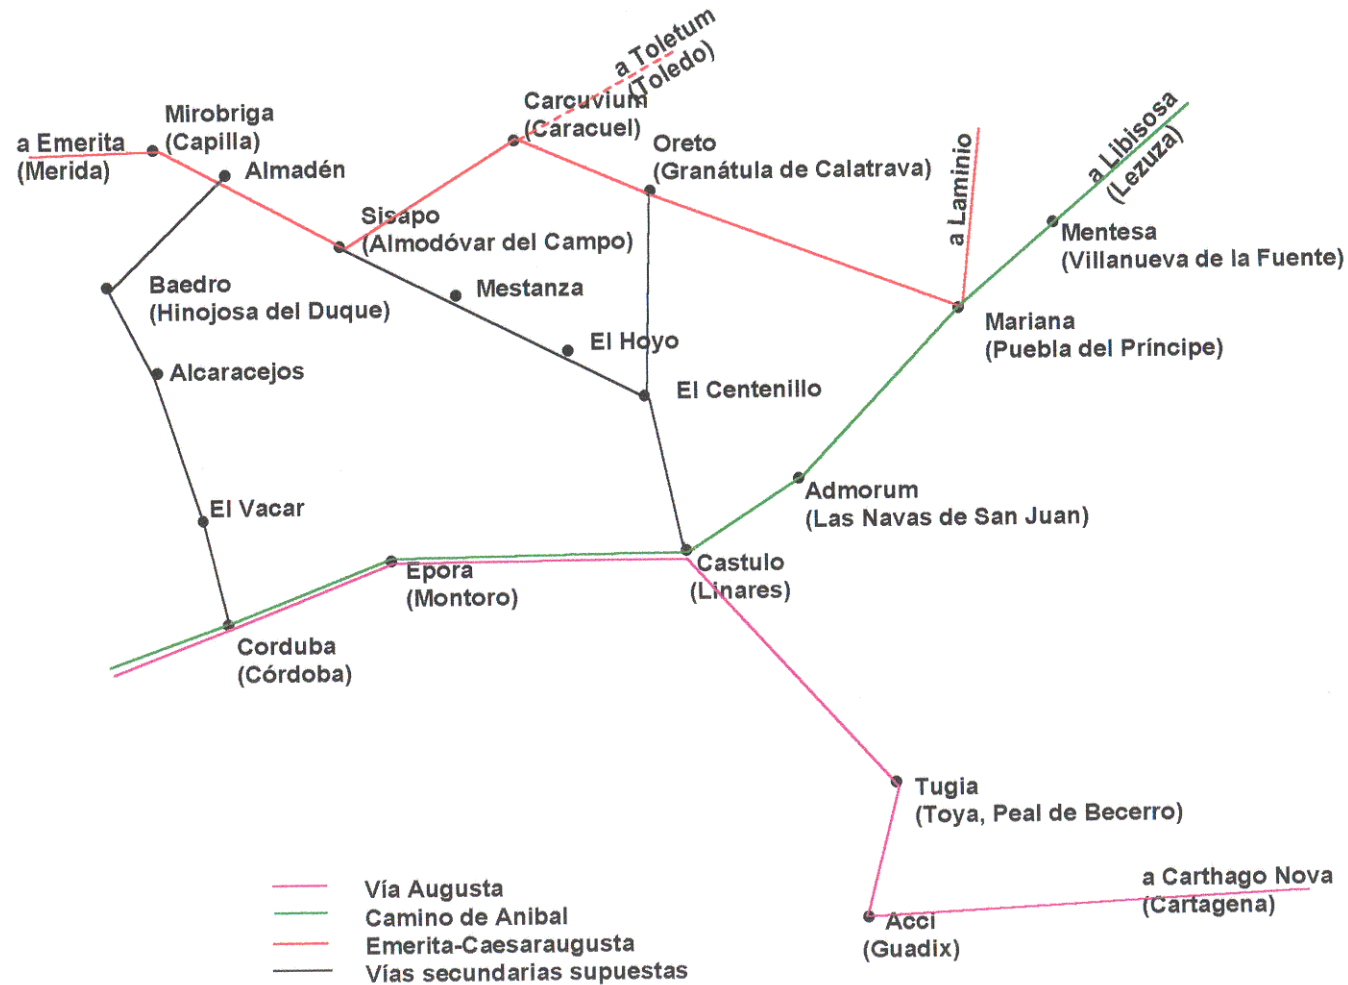 a Toletum
(Toledo)
Mirobriga
(Capilla)
a Emerita
(Merida)
Almadén
Carcuvium
(Caracuel)
Oreto
(Granátula de Calatrava)
a Laminio
a Libisosa
(Lezuza)
Sisapo
(Almodóvar del Campo)
Mentesa
(Villanueva de la Fuente)
Baedro
(Hinojosa del Duque)
Mestanza
Mariana
(Puebla del Príncipe)
El Hoyo
Alcaracejos
El Centenillo
El Vacar
Admorum
(Las Navas de San Juan)
Epora
(Montoro)
Castulo
(Linares)
Corduba
(Córdoba)
Tugia
(Toya, Peal de Becerro)
a Carthago Nova
(Cartagena)
Acci
(Guadix)
Vía Augusta
Camino de Anibal
Emerita-Caesaraugusta
Vías secundarias supuestas